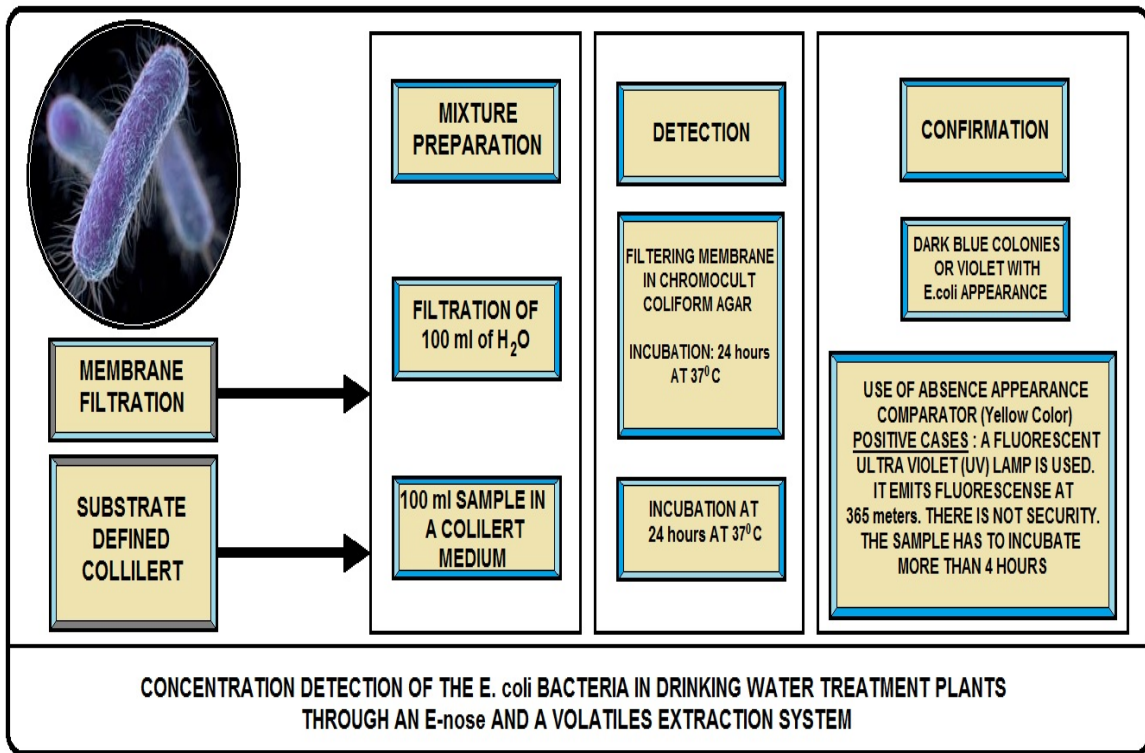 MEMBRANE
FILTRATION
SUBSTRATE
DEFINED
COLLILERT
MIXTURE
PREPARATION
FILTRATION OF
100 ml of H₂O
100 ml SAMPLE IN
A COLILERT
MEDIUM
DETECTION
FILTERING MEMBRANE
IN CHROMOCULT
COLIFORM AGAR
INCUBATION: 24 hours
AT 37⁰ C
INCUBATION AT
24 hours AT 37⁰C
CONFIRMATION
DARK BLUE COLONIES
OR VIOLET WITH
E.coli APPEARANCE
USE OF ABSENCE APPEARANCE
COMPARATOR (Yellow Color)
POSITIVE CASES : A FLUORESCENT
ULTRA VIOLET (UV) LAMP IS USED.
IT EMITS FLUORESCENSE AT
365 meters. THERE IS NOT SECURITY.
THE SAMPLE HAS TO INCUBATE
MORE THAN 4 HOURS
CONCENTRATION DETECTION OF THE E. coli BACTERIA IN DRINKING WATER TREATMENT PLANTS
THROUGH AN E-nose AND A VOLATILES EXTRACTION SYSTEM